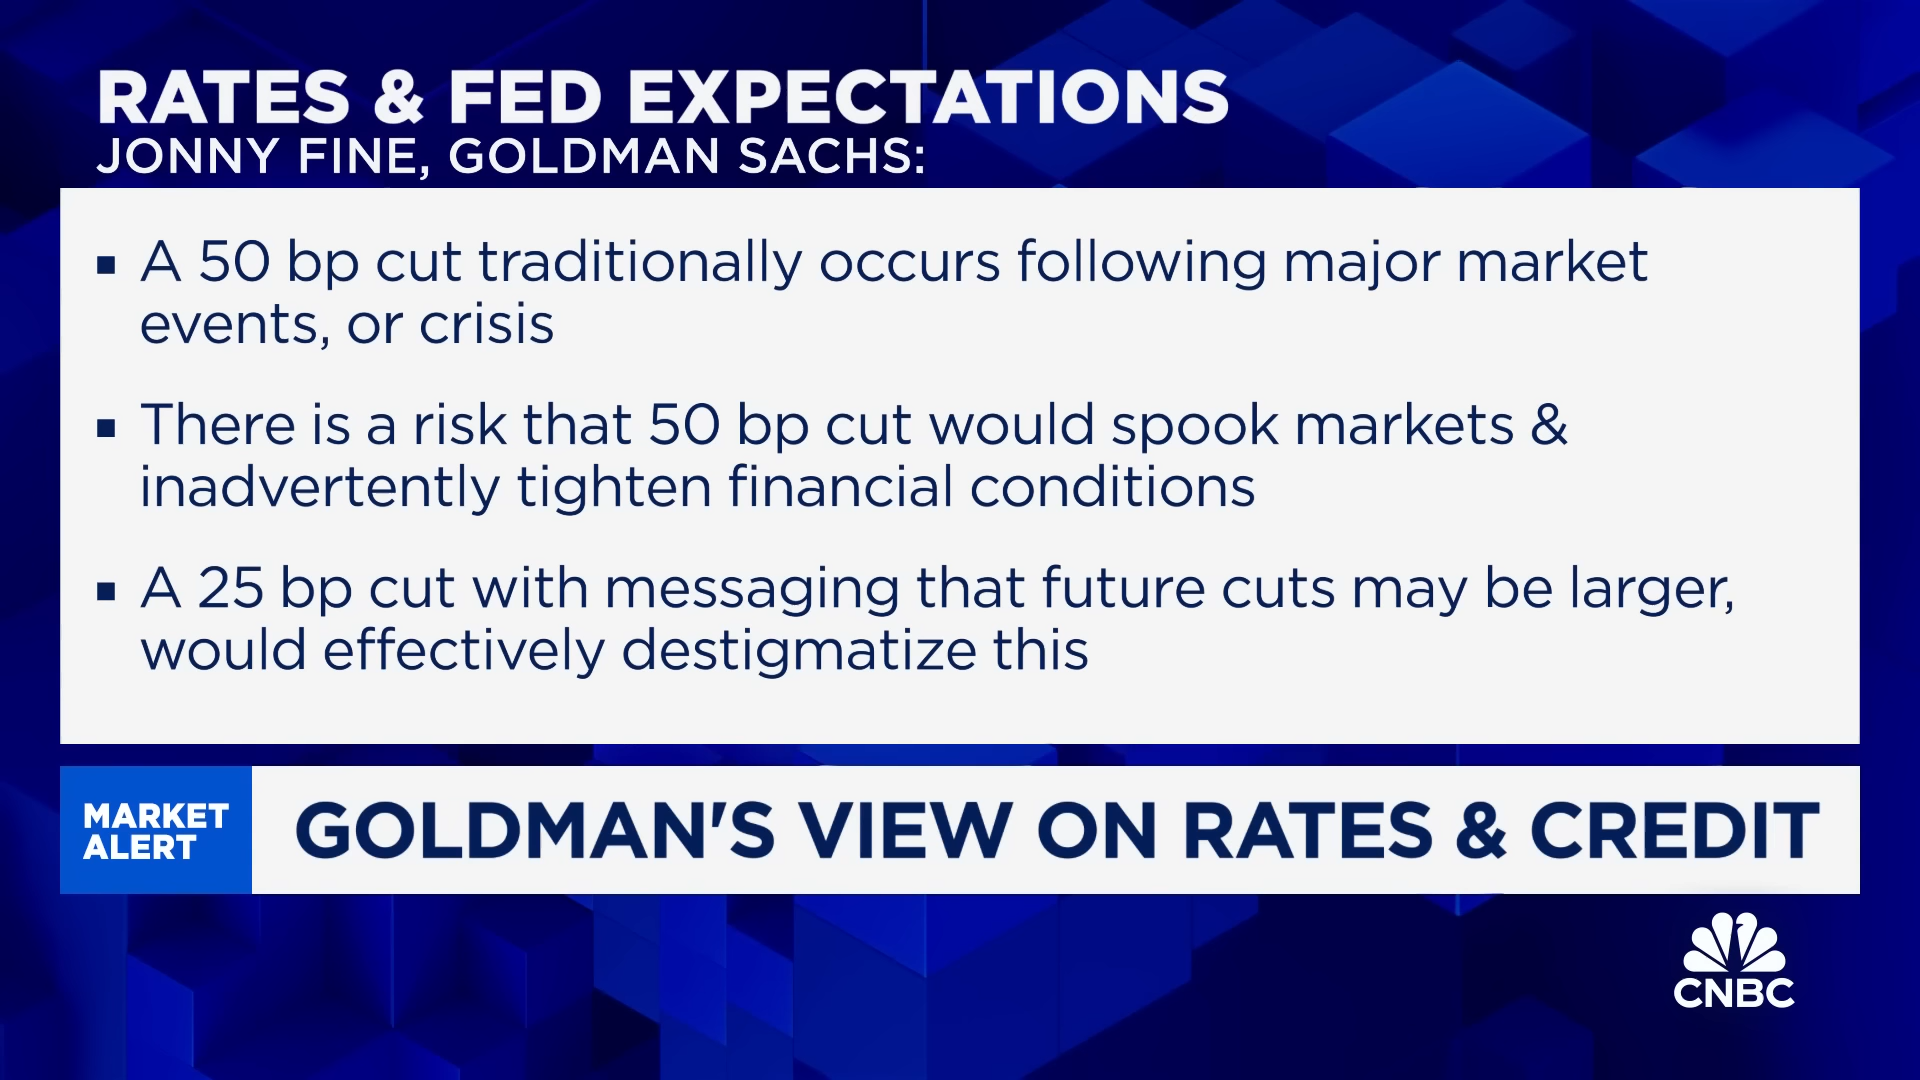 RATES & FED EXPECTATIONS
JONNY FINE, GOLDMAN SACHS:
▪ A 50 bp cut traditionally occurs following major market
events, or crisis
▪ There is a risk that 50 bp cut would spook markets &
inadvertently tighten financial conditions
▪ A 25 bp cut with messaging that future cuts may be larger,
would effectively destigmatize this
MARKET
ALERT
GOLDMAN'S VIEW ON RATES & CREDIT
CNBC